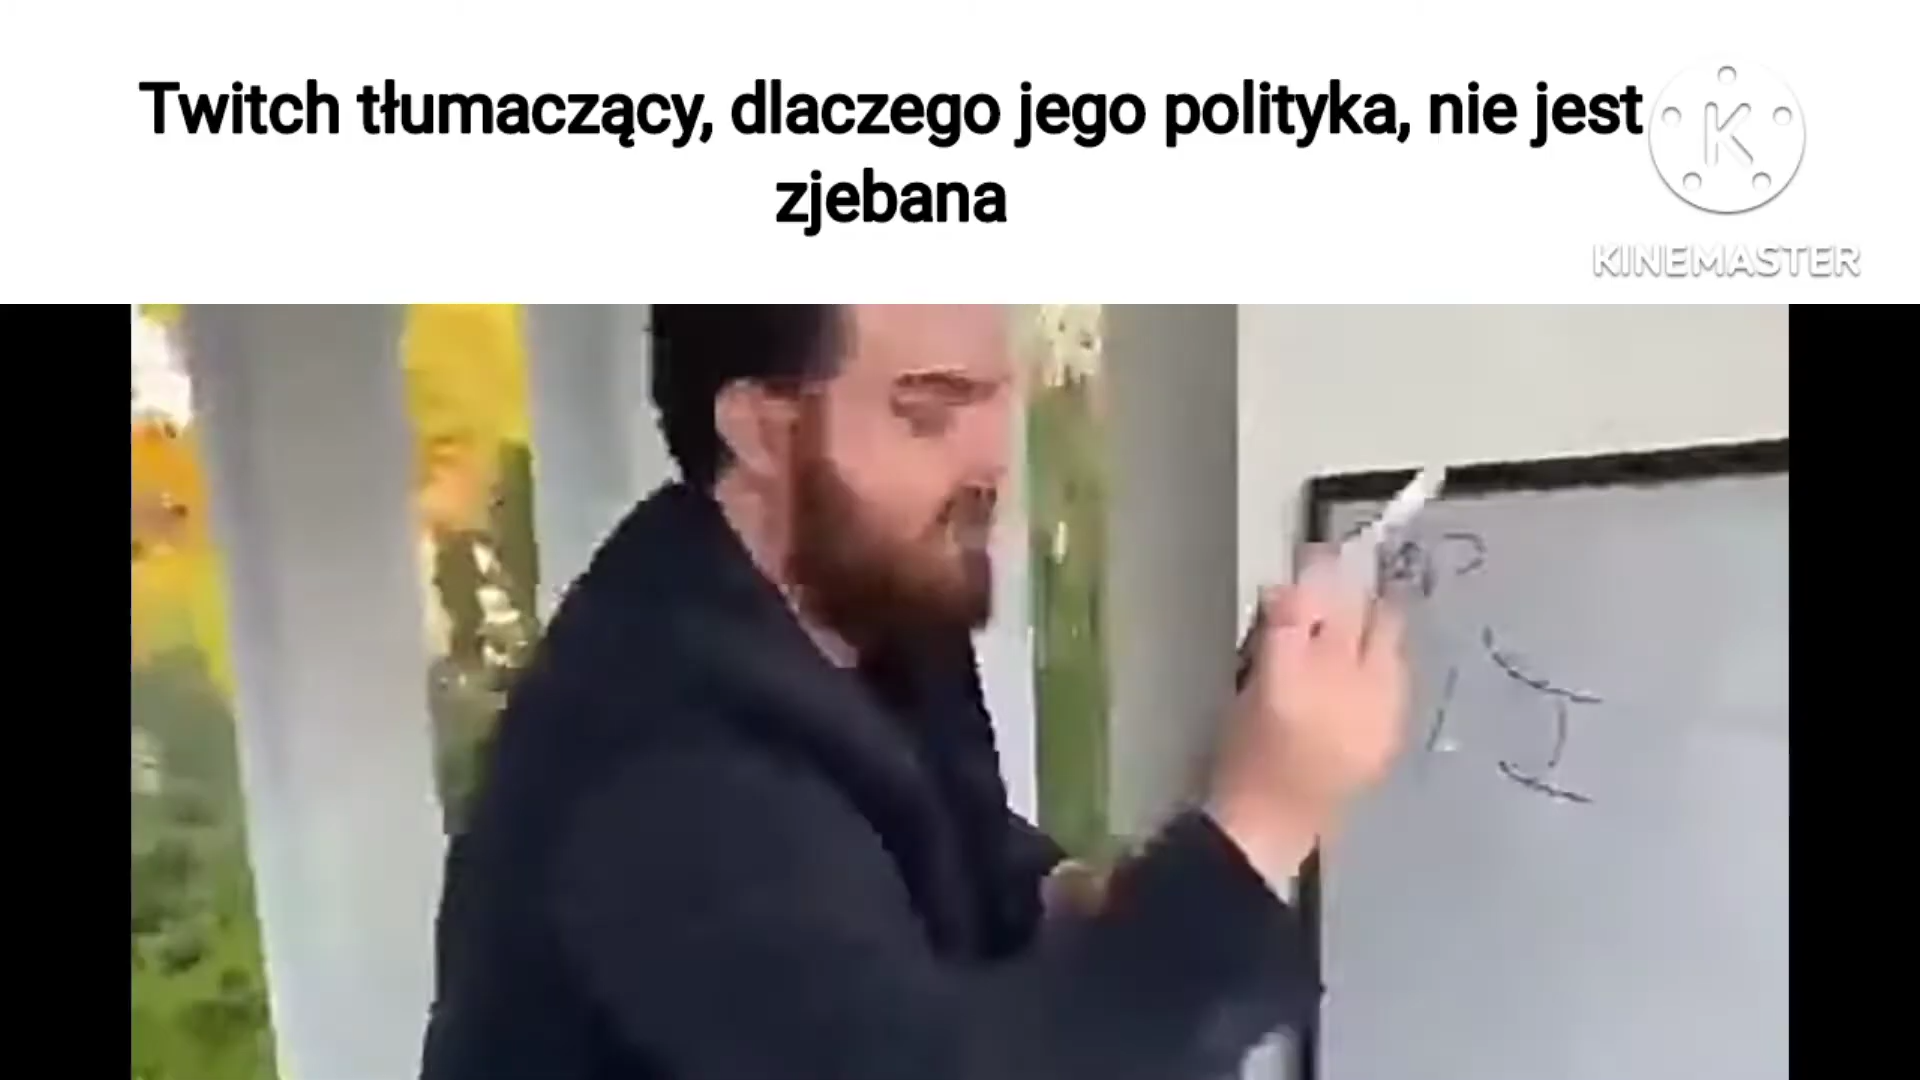 Twitch tłumaczący, dlaczego jego polityka, nie jest
zjebana
K
KINEMASTER